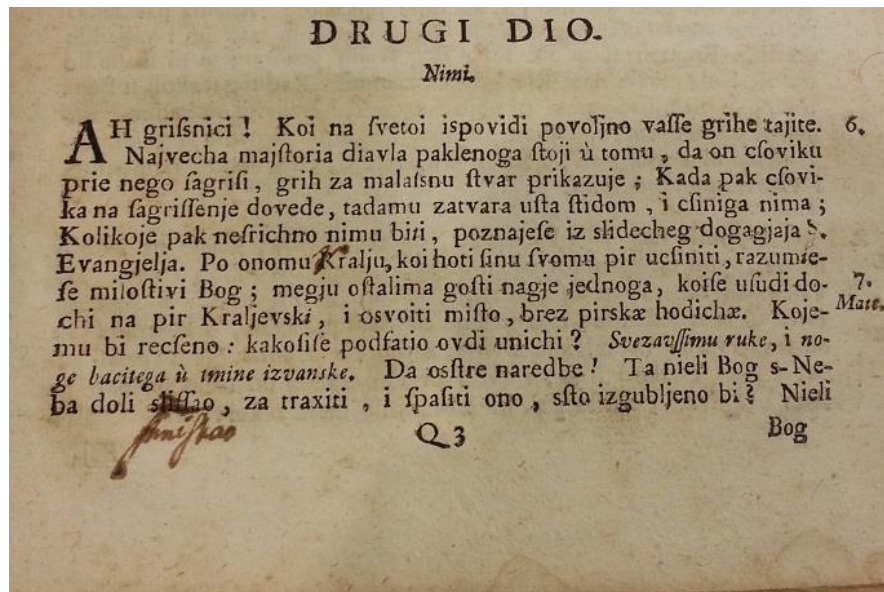 DRUGI DIO.
Nimi.
AH griſsnici ! Koi na ſvetoi ispovidi povoljno vaſſe grihe tajite. 6.
Najvecha majſtoria diavla paklenoga ſtoji ù tomu, da on cſoviku
prie nego ſagriſi, grih za malaſsnu ſtvar prikazuje ; Kada pak cſovi-
ka na ſagriſſenje dovede, tadamu zatvara uſta ſtidom, i cſiniga nima ;
Kolikoje pak neſrichno nimu biti, poznajeſe iz slidecheg dogagjaja S.
Evangjelja. Po onomu Kralju, koi hoti ſinu ſvomu pir ucſiniti, razumie-
ſe miloſtivi Bog ; megju oſtalima goſti nagje jednoga, koiſe uſudi do- 7.
chi na pir Kraljevski, i osvoiti miſto, brez pirskæ hodichæ. Koje- Matt.
mu bi recſeno : kakoſiſe podfatio ovdi unichi ? Svezavſſimu ruke, i no-
ge bacitega ù tmine izvanske. Da osſtre naredbe ! Ta nieli Bog s-Ne-
ba doli sliſſao, za traxiti, i ſpaſiti ono, sſto izgubljeno bi ? Nieli
Q 3 Bog